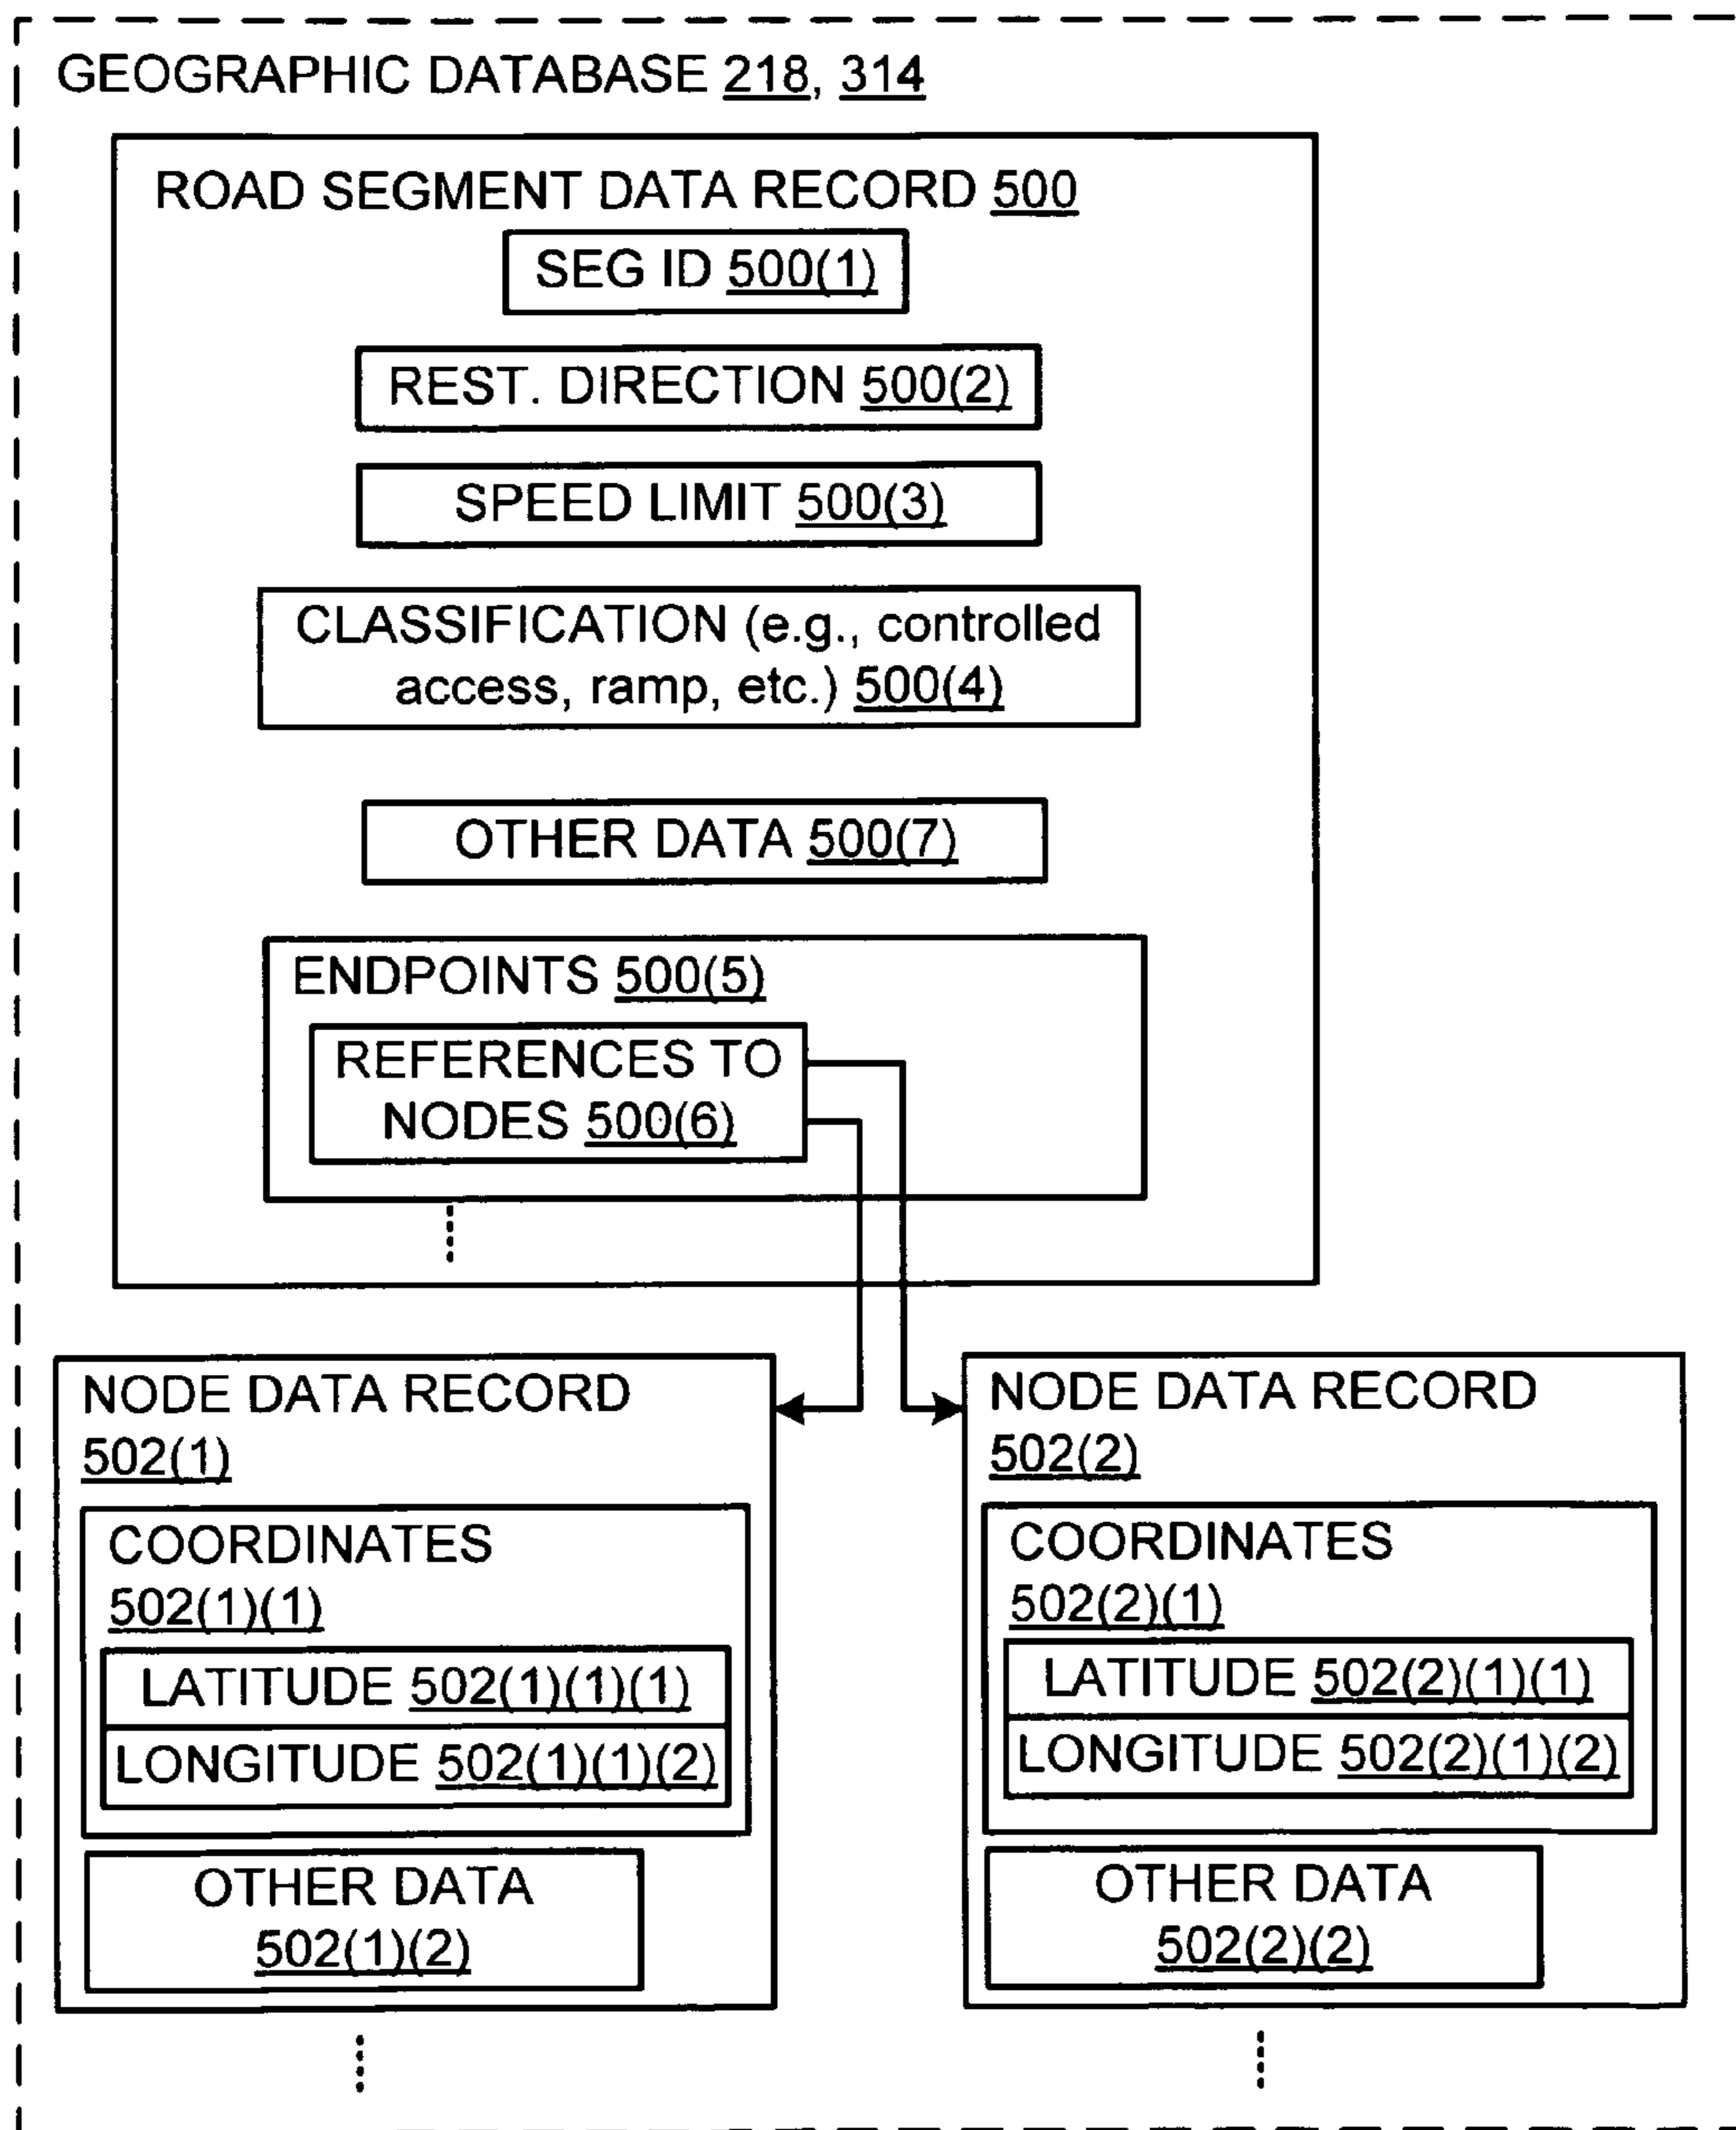 GEOGRAPHIC DATABASE 218, 314
ROAD SEGMENT DATA RECORD 500
SEG ID 500(1)
REST. DIRECTION 500(2)
SPEED LIMIT 500(3)
CLASSIFICATION (e.g., controlled
access, ramp, etc.) 500(4)
OTHER DATA 500(7)
ENDPOINTS 500(5)
REFERENCES TO
NODES 500(6)
NODE DATA RECORD
502(1)
COORDINATES
502(1)(1)
LATITUDE 502(1)(1)(1)
LONGITUDE 502(1)(1)(2)
OTHER DATA
502(1)(2)
NODE DATA RECORD
502(2)
COORDINATES
502(2)(1)
LATITUDE 502(2)(1)(1)
LONGITUDE 502(2)(1)(2)
OTHER DATA
502(2)(2)